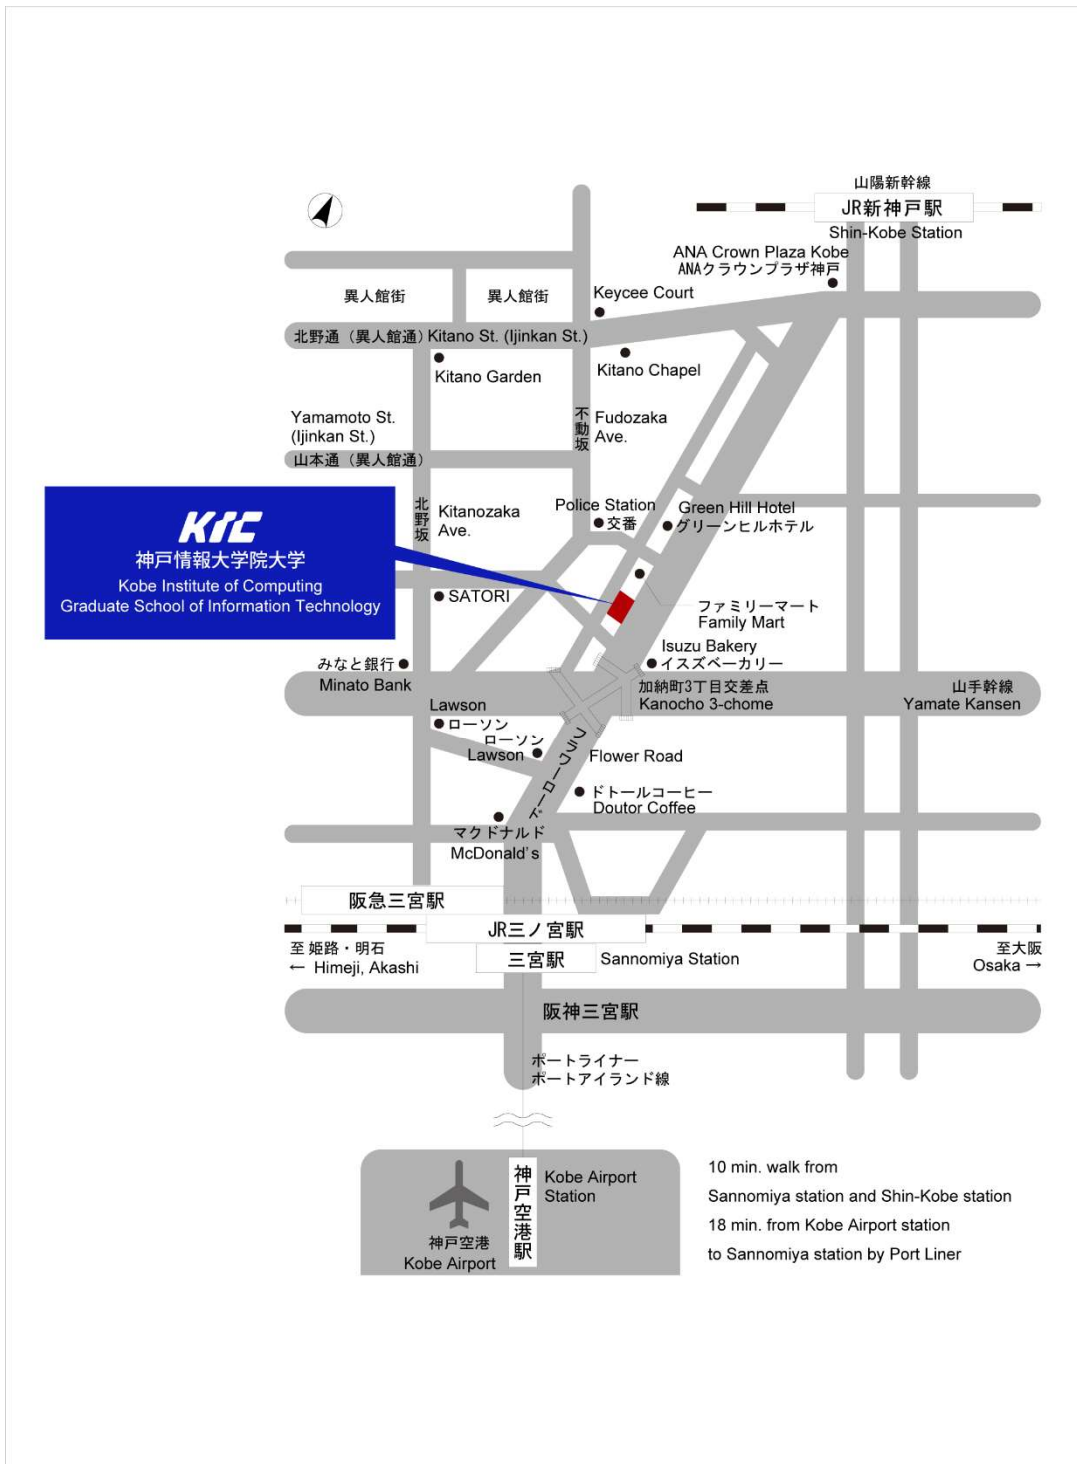 山陽新幹線
JR新神戸駅
Shin-Kobe Station
ANA Crown Plaza Kobe
ANAクラウンプラザ神戸
異人館街
異人館街
Keycee Court
北野通（異人館通）Kitano St. (Ijinkan St.)
Kitano Garden
Kitano Chapel
Yamamoto St.
(Ijinkan St.)
山本通（異人館通）
不動坂
Fudozaka
Ave.
北野坂
Kitanozaka
Ave.
Police Station
交番
Green Hill Hotel
グリーンヒルホテル
KIC
神戸情報大学院大学
Kobe Institute of Computing
Graduate School of Information Technology
SATORI
ファミリーマート
Family Mart
Isuzu Bakery
イスズベーカリー
みなと銀行
Minato Bank
加納町3丁目交差点
Kanocho 3-chome
山手幹線
Yamate Kansen
Lawson
ローソン
ローソン
Lawson
フラワーロード
Flower Road
ドトールコーヒー
Doutor Coffee
マクドナルド
McDonald's
阪急三宮駅
JR三ノ宮駅
三宮駅
Sannomiya Station
至 姫路・明石
← Himeji, Akashi
至大阪
Osaka →
阪神三宮駅
ポートライナー
ポートアイランド線
神戸空港駅
Kobe Airport
Station
神戸空港
Kobe Airport
10 min. walk from
Sannomiya station and Shin-Kobe station
18 min. from Kobe Airport station
to Sannomiya station by Port Liner